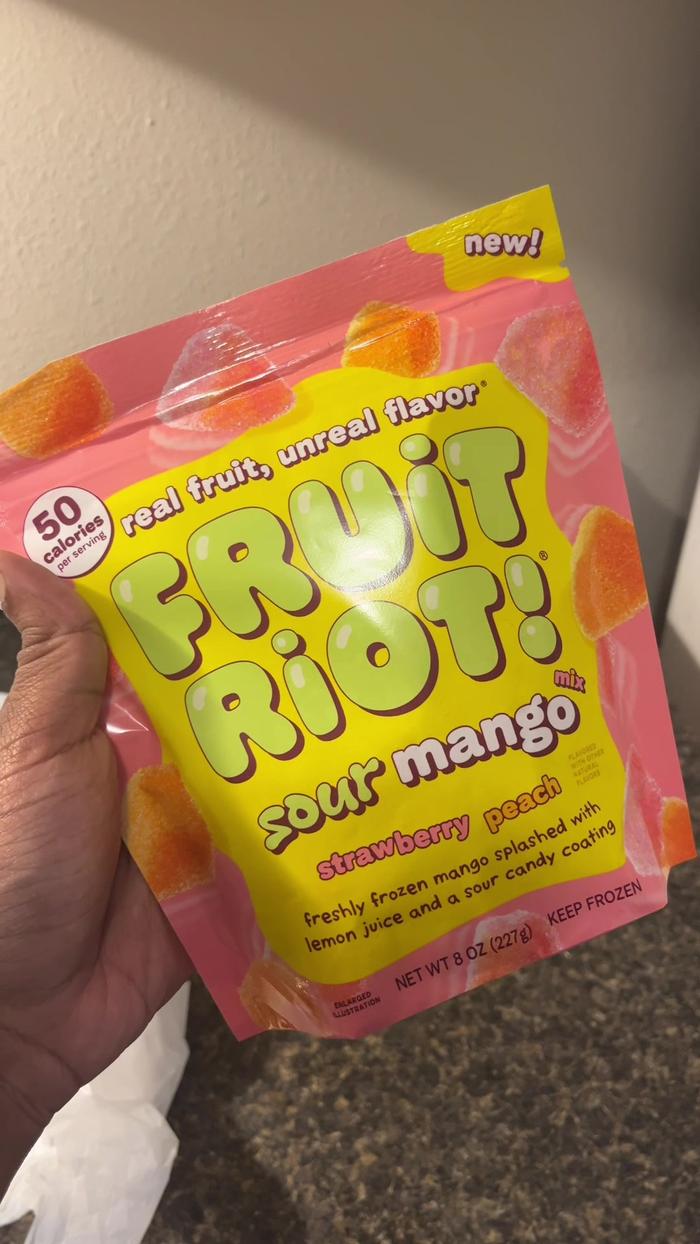 new!
real fruit, unreal flavor®
50
calories
per serving
FRUiT
RiOT!®
mix
sour mango
FLAVORED
WITH OTHER
NATURAL
FLAVORS
strawberry peach
freshly frozen mango splashed with
lemon juice and a sour candy coating
ENLARGED
ILLUSTRATION
NET WT 8 OZ (227g)
KEEP FROZEN